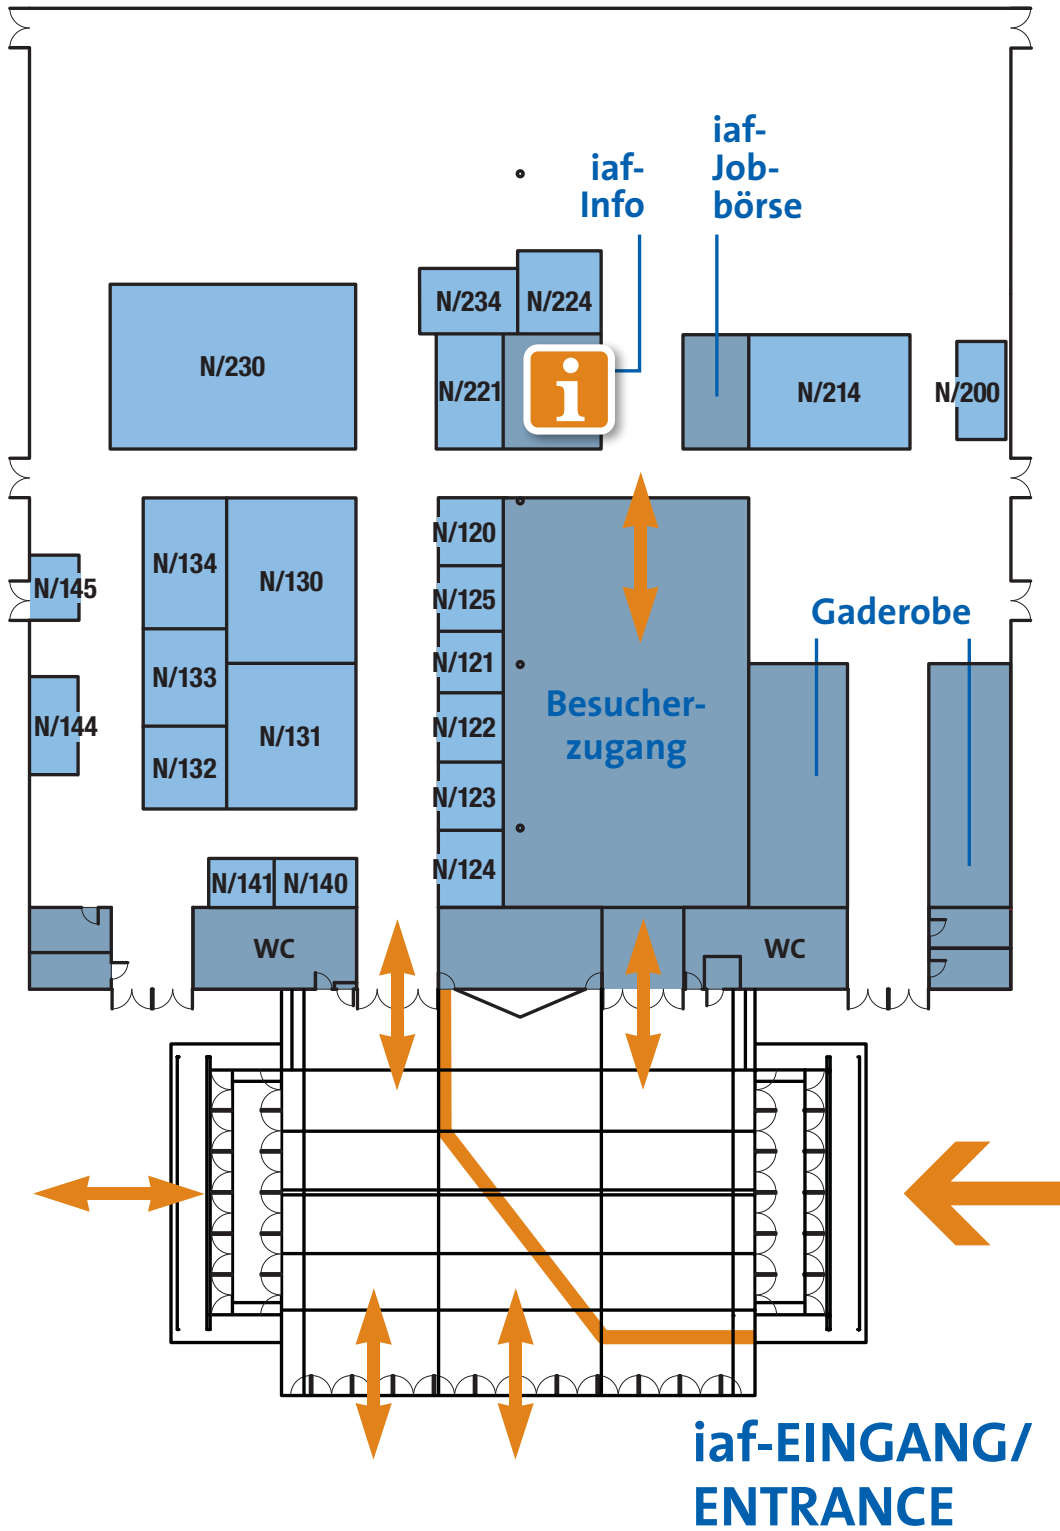 iaf-
Info
iaf-
Job-
börse
N/234
N/224
N/230
N/221
i
N/214
N/200
N/120
N/134
N/130
N/145
N/125
Gaderobe
N/121
N/133
Besucher-
zugang
N/144
N/131
N/122
N/132
N/123
N/124
N/141
N/140
WC
WC
iaf-EINGANG/
ENTRANCE